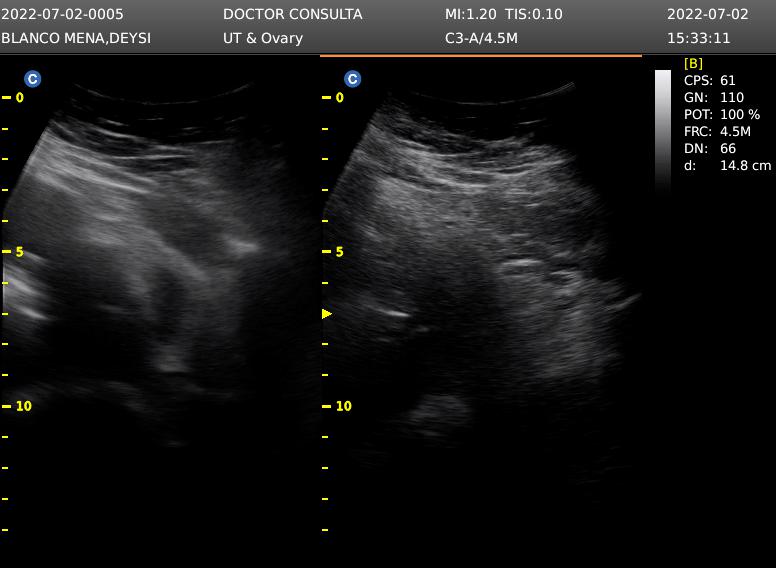 2022-07-02-0005 DOCTOR CONSULTA MI:1.20 TIS:0.10 2022-07-02
BLANCO MENA,DEYSI UT & Ovary C3-A/4.5M 15:33:11
C
C
[B]
CPS: 61
GN: 110
POT: 100 %
FRC: 4.5M
DN: 66
d: 14.8 cm
0
0
5
5
10
10